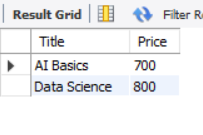 Result Grid Filter R
Title Price
AI Basics 700
Data Science 800